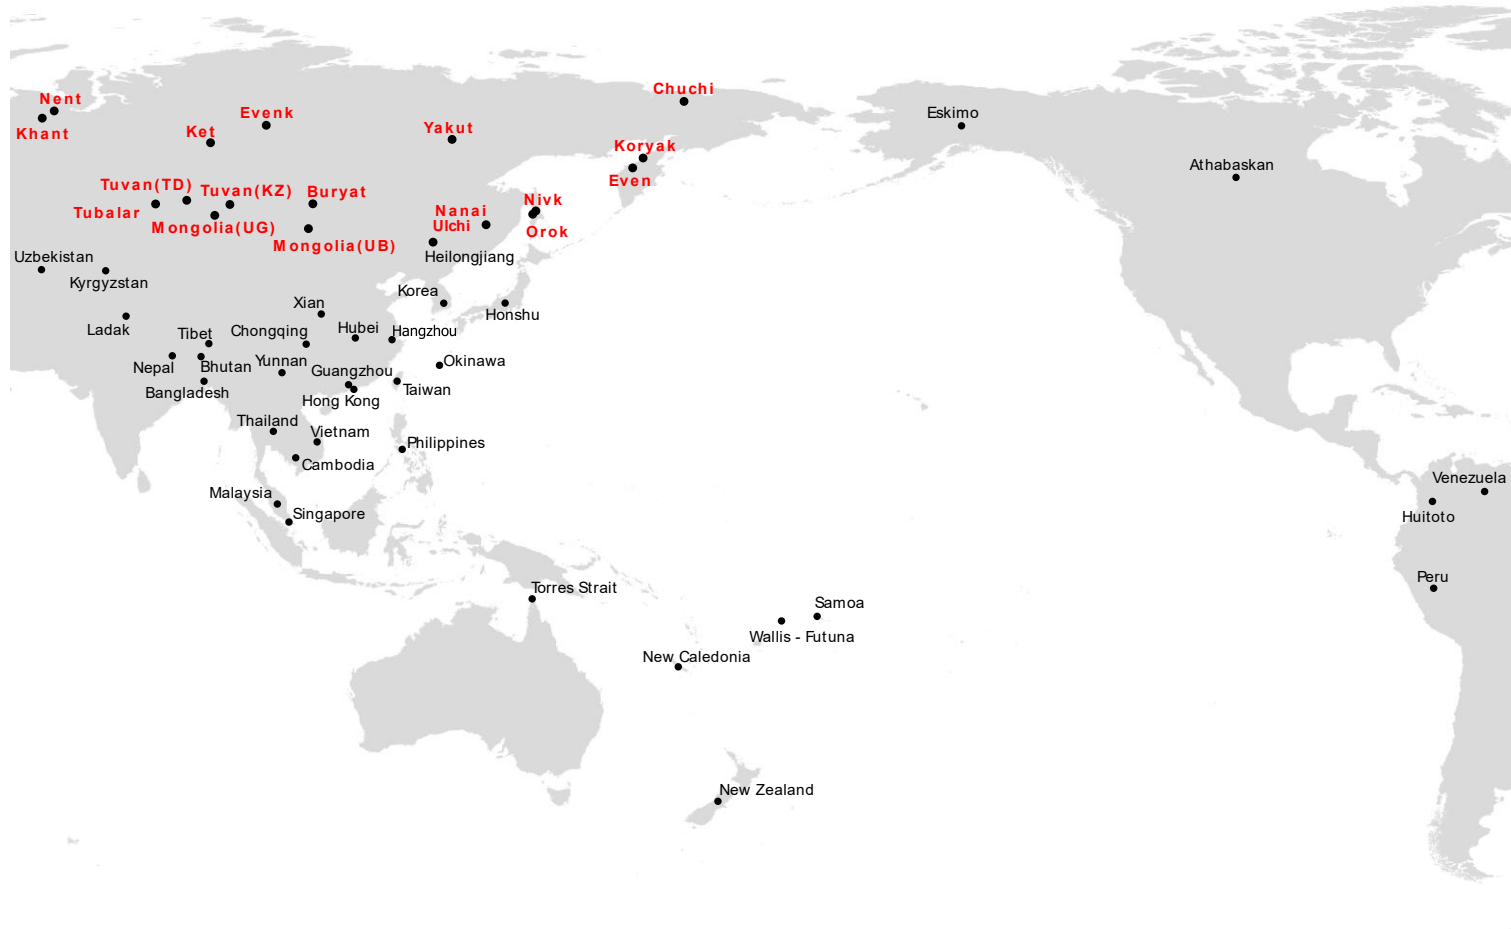 Chuchi
Nent
Evenk
Eskimo
Khant
Ket
Yakut
Koryak
Athabaskan
Even
Tuvan(TD)
Tuvan(KZ)
Buryat
Nivk
Tubalar
Nanai
Mongolia(UG)
Ulchi
Orok
Mongolia(UB)
Uzbekistan
Heilongjiang
Kyrgyzstan
Korea
Xian
Honshu
Ladak
Tibet
Chongqing
Hubei
Hangzhou
Nepal
Bhutan
Yunnan
Okinawa
Guangzhou
Bangladesh
Taiwan
Hong Kong
Thailand
Vietnam
Philippines
Cambodia
Venezuela
Malaysia
Singapore
Huitoto
Peru
Torres Strait
Samoa
Wallis - Futuna
New Caledonia
New Zealand